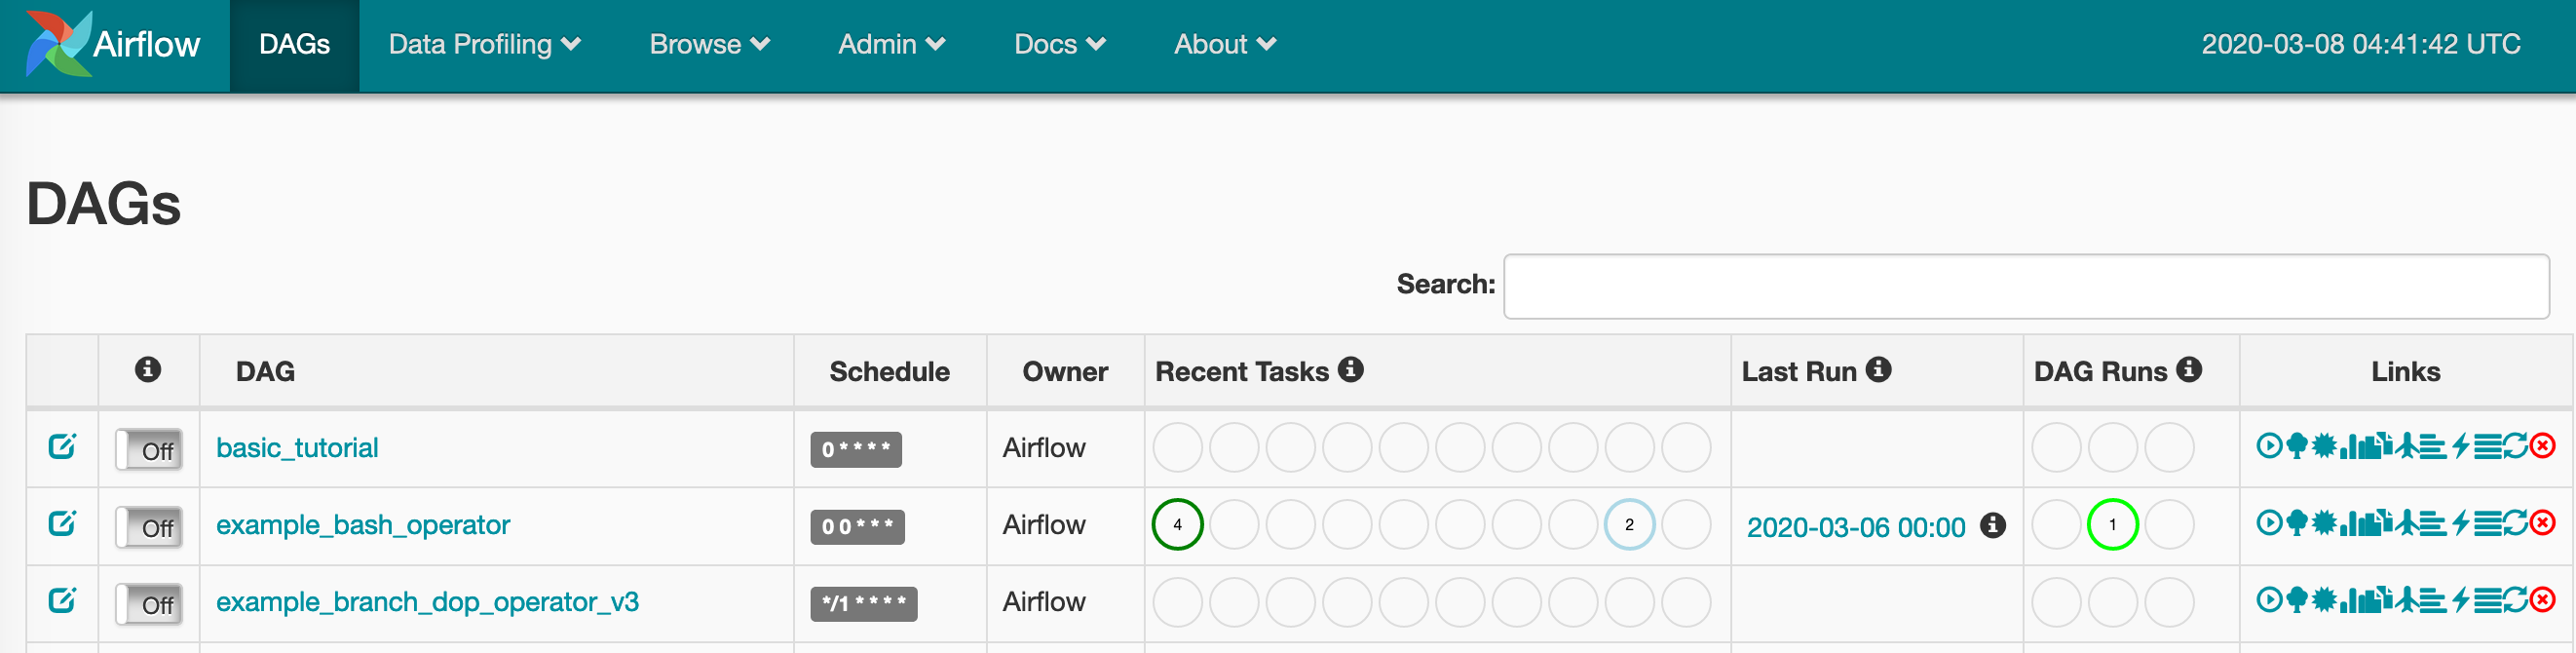 Airflow DAGs Data Profiling Browse Admin Docs About 2020-03-08 04:41:42 UTC
DAGs
Search:
DAG Schedule Owner Recent Tasks Last Run DAG Runs Links
Off basic_tutorial 0 * * * * Airflow
Off example_bash_operator 0 0 * * * Airflow 4 2 2020-03-06 00:00 1
Off example_branch_dop_operator_v3 */1 * * * * Airflow